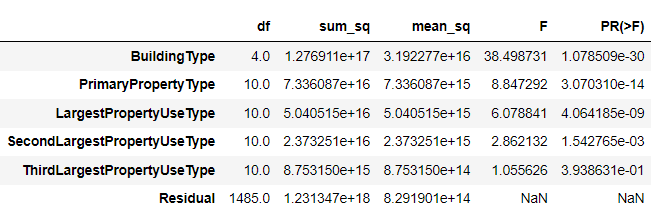 df sum_sq mean_sq F PR(>F)
BuildingType 4.0 1.276911e+17 3.192277e+16 38.498731 1.078509e-30
PrimaryPropertyType 10.0 7.336087e+16 7.336087e+15 8.847292 3.070310e-14
LargestPropertyUseType 10.0 5.040515e+16 5.040515e+15 6.078841 4.064185e-09
SecondLargestPropertyUseType 10.0 2.373251e+16 2.373251e+15 2.862132 1.542765e-03
ThirdLargestPropertyUseType 10.0 8.753150e+15 8.753150e+14 1.055626 3.938631e-01
Residual 1485.0 1.231347e+18 8.291901e+14 NaN NaN